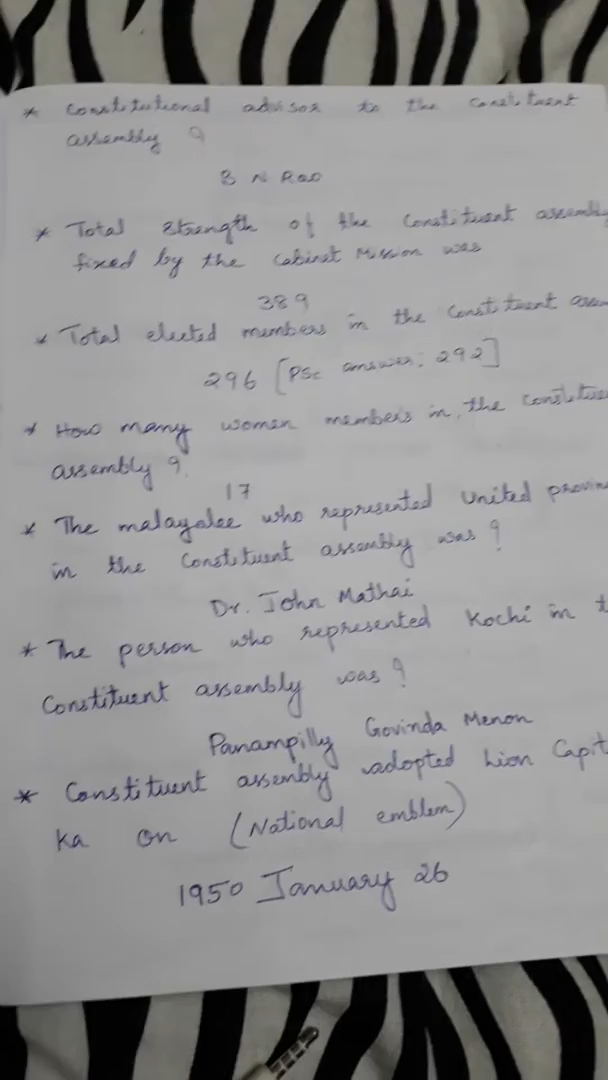 * Constitutional advisor to the Constituent
assembly ?
B N Rao
* Total Strength of the Constituent assembly
fixed by the Cabinet Mission was
389
* Total elected members in the Constituent
296 [PSC answer: 292]
* How many women members in the
assembly ?
17
* The malayalee who represented United
in the Constituent assembly was ?
Dr. John Mathai
* The person who represented Kochi in
Constituent assembly was ?
Panampilly Govinda Menon
* Constituent assembly adopted Lion
ka on (National emblem)
1950 January 26